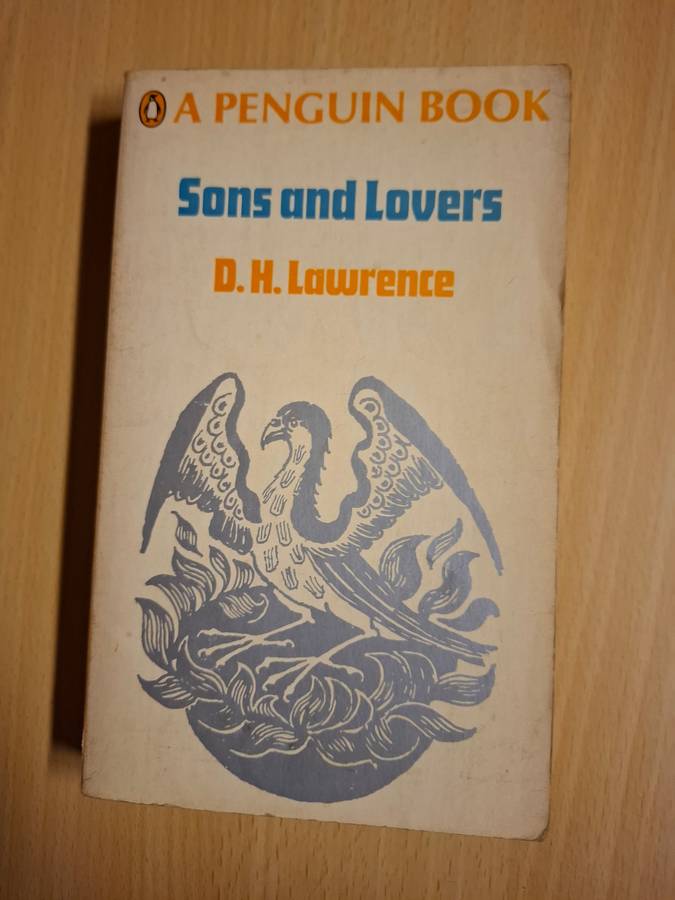 A PENGUIN BOOK
Sons and Lovers
D. H. Lawrence